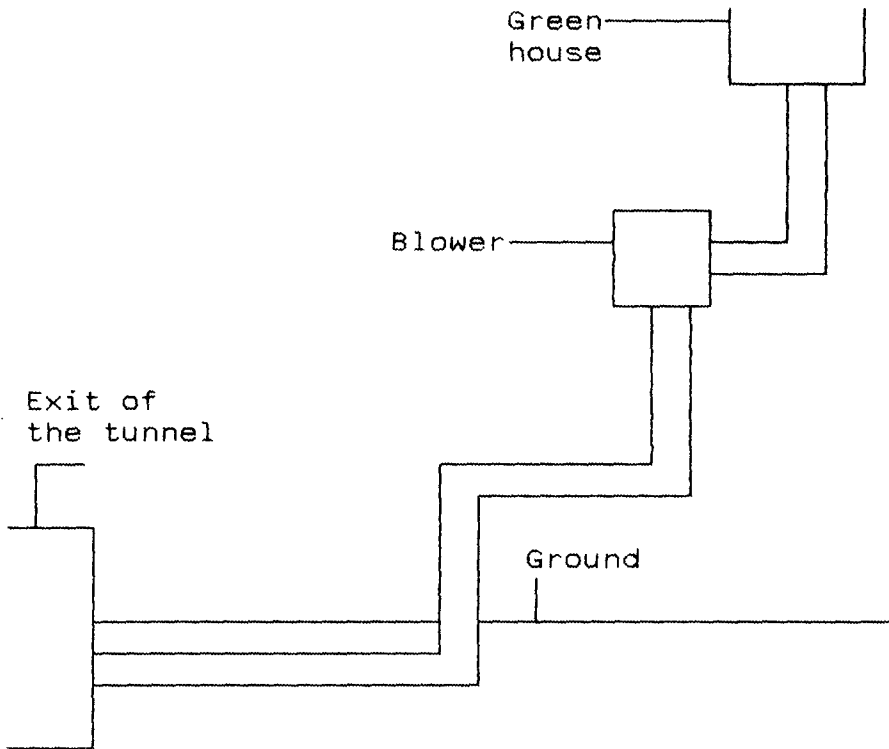 Green
house
Blower
Exit of
the tunnel
Ground